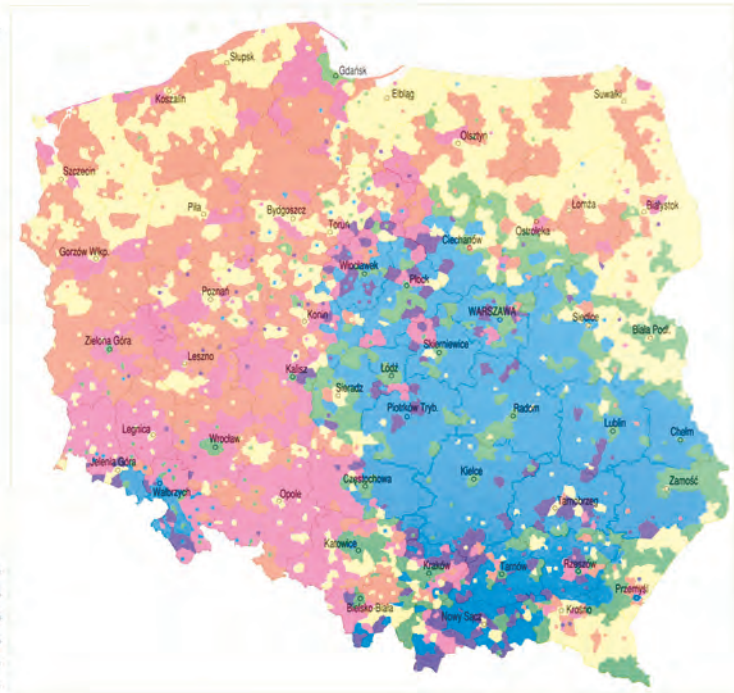 Słupsk
Gdańsk
Koszalin
Elbląg
Suwałki
Olsztyn
Szczecin
Piła
Bydgoszcz
Łomża
Białystok
Toruń
Ostrołęka
Ciechanów
Gorzów Wlkp.
Włocławek
Płock
Poznań
Konin
WARSZAWA
Siedlce
Biała Podl.
Zielona Góra
Skierniewice
Leszno
Kalisz
Łódź
Sieradz
Piotrków Tryb.
Radom
Legnica
Wrocław
Lublin
Chełm
Jelenia Góra
Wałbrzych
Częstochowa
Kielce
Zamość
Opole
Tarnobrzeg
Katowice
Kraków
Tarnów
Rzeszów
Przemyśl
Bielsko-Biała
Nowy Sącz
Krosno